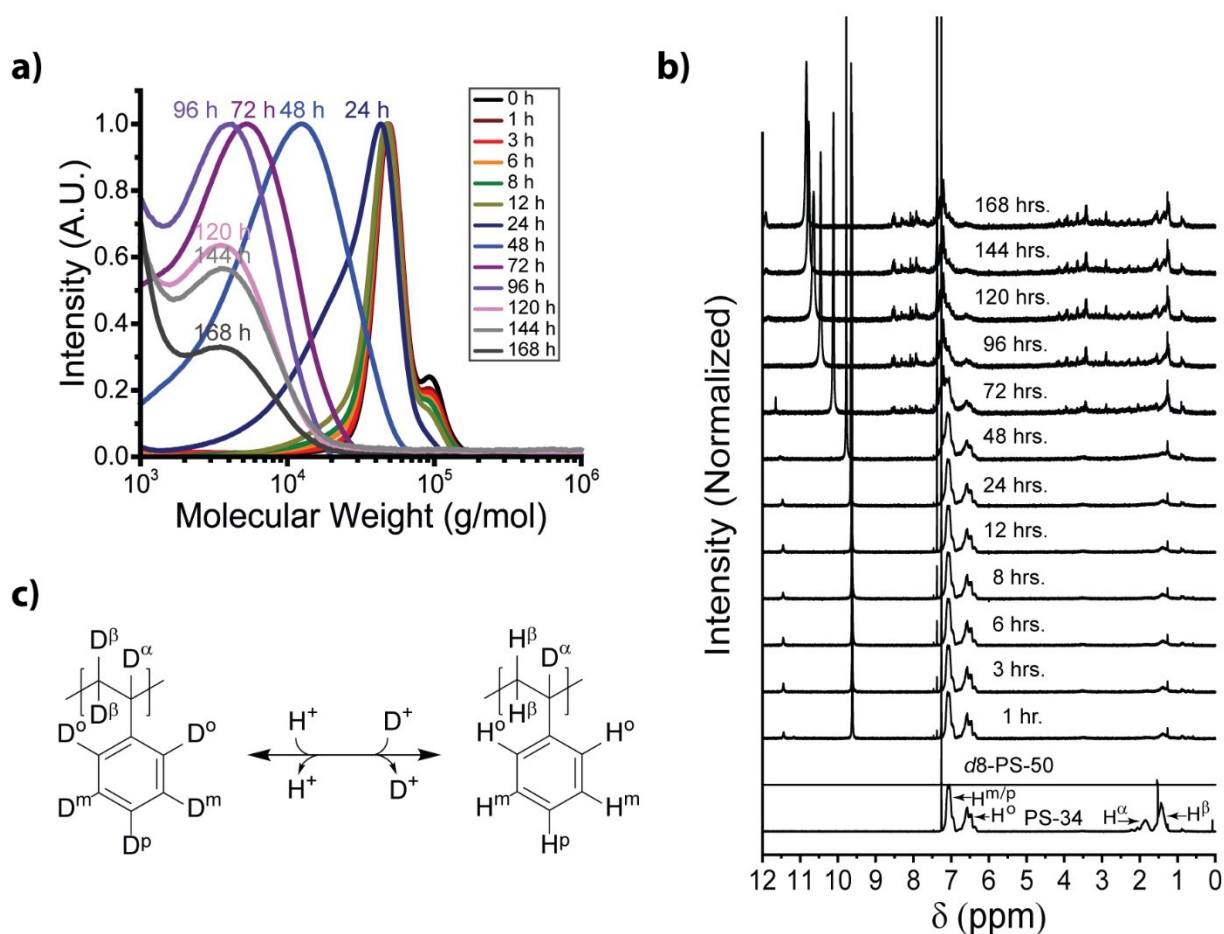 a)
Intensity (A.U.)
1.0
0.8
0.6
0.4
0.2
0.0
96 h 72 h 48 h 24 h
120 h
144 h
168 h
0 h
1 h
3 h
6 h
8 h
12 h
24 h
48 h
72 h
96 h
120 h
144 h
168 h
10³ 10⁴ 10⁵ 10⁶
Molecular Weight (g/mol)
b)
Intensity (Normalized)
168 hrs.
144 hrs.
120 hrs.
96 hrs.
72 hrs.
48 hrs.
24 hrs.
12 hrs.
8 hrs.
6 hrs.
3 hrs.
1 hr.
d8-PS-50
Hᵐ/ᵖ
Hᵒ PS-34 Hᵅ Hᵝ
12 11 10 9 8 7 6 5 4 3 2 1 0
δ (ppm)
c)
Dᵝ
Dᵅ
Dᵝ
Dᵒ Dᵒ
Dᵐ Dᵐ
Dᵖ
H⁺ D⁺
H⁺ D⁺
Hᵝ
Dᵅ
Hᵝ
Hᵒ Hᵒ
Hᵐ Hᵐ
Hᵖ